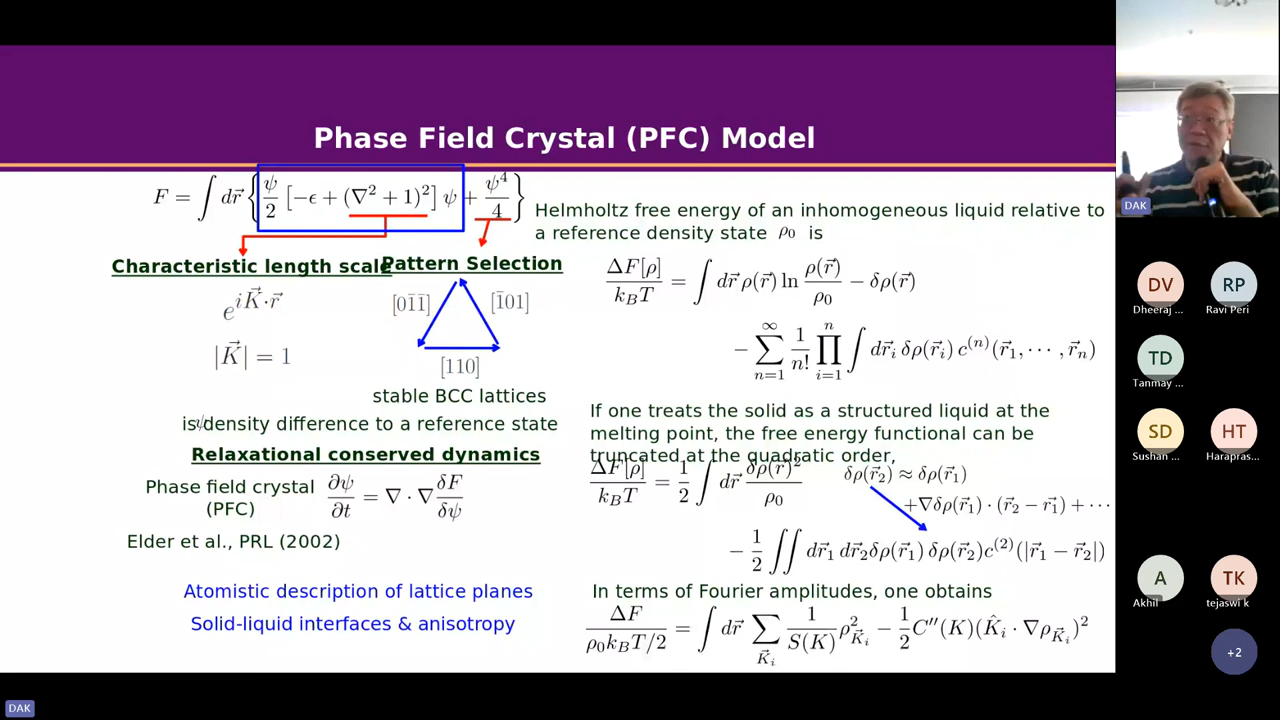 Phase Field Crystal (PFC) Model
F = ∫ dr⃗ { ψ/2 [−ϵ + (∇² + 1)²] ψ + ψ⁴/4 }
Characteristic length scale
e^{iK⃗·r⃗}
|K⃗| = 1
Pattern Selection
[01̄1̄] [1̄01]
[110]
stable BCC lattices
is ψ density difference to a reference state
Relaxational conserved dynamics
Phase field crystal
(PFC)
∂ψ/∂t = ∇ · ∇ δF/δψ
Elder et al., PRL (2002)
Atomistic description of lattice planes
Solid-liquid interfaces & anisotropy
Helmholtz free energy of an inhomogeneous liquid relative to
a reference density state ρ₀ is
ΔF[ρ]/k_BT = ∫ dr⃗ ρ(r⃗) ln ρ(r⃗)/ρ₀ − δρ(r⃗)
− ∑_{n=1}^{∞} 1/n! ∏_{i=1}^{n} ∫ dr⃗_i δρ(r⃗_i) c^{(n)}(r⃗₁, ⋯ , r⃗_n)
If one treats the solid as a structured liquid at the
melting point, the free energy functional can be
truncated at the quadratic order,
ΔF[ρ]/k_BT = 1/2 ∫ dr⃗ δρ(r⃗)²/ρ₀
δρ(r⃗₂) ≈ δρ(r⃗₁)
+∇δρ(r⃗₁) · (r⃗₂ − r⃗₁) + ⋯
− 1/2 ∬ dr⃗₁ dr⃗₂ δρ(r⃗₁) δρ(r⃗₂)c^{(2)}(|r⃗₁ − r⃗₂|)
In terms of Fourier amplitudes, one obtains
ΔF/(ρ₀k_BT/2) = ∫ dr⃗ ∑_{K⃗_i} 1/S(K) ρ²_{K⃗_i} − 1/2 C′′(K)(K̂_i · ∇ρ_{K⃗_i})²
DAK
DV
Dheeraj ...
RP
Ravi Peri
TD
Tanmay ...
SD
Sushan ...
HT
Harapras...
A
Akhil
TK
tejaswi k
+2
DAK